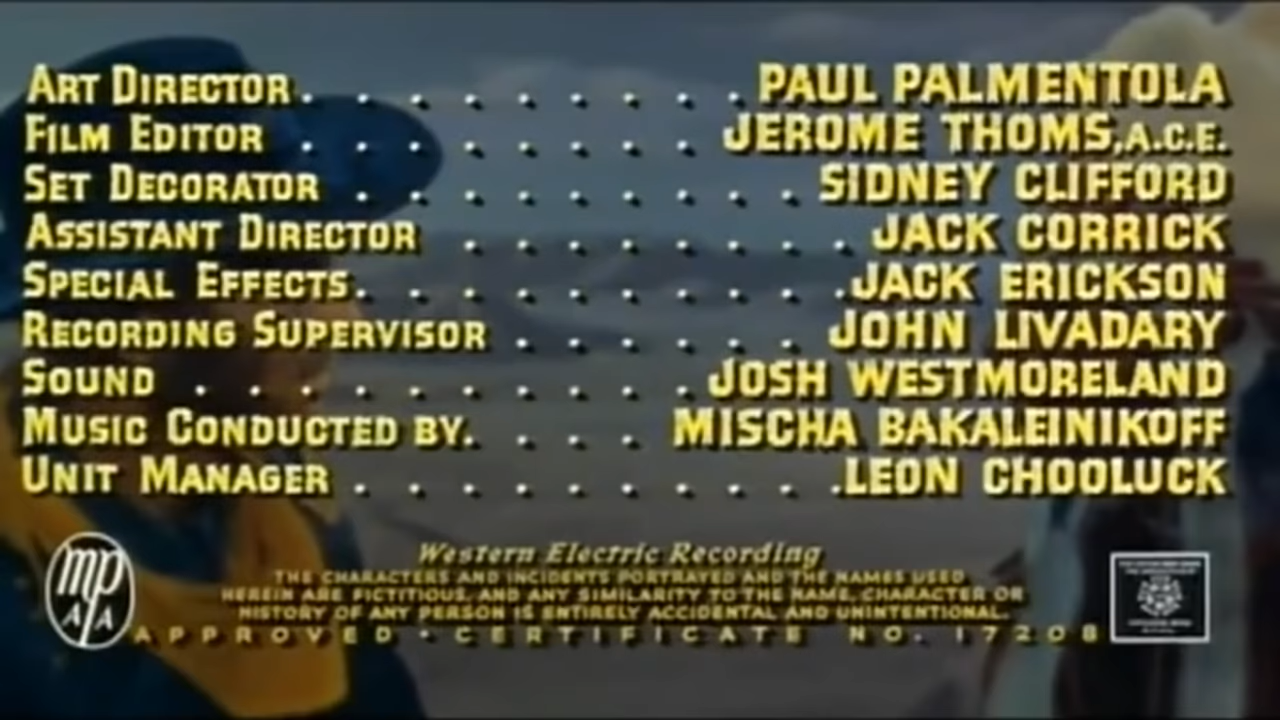 ART DIRECTOR . . . . . . . . . PAUL PALMENTOLA
FILM EDITOR . . . . . . . . JEROME THOMS, A.C.E.
SET DECORATOR . . . . . . . . . SIDNEY CLIFFORD
ASSISTANT DIRECTOR . . . . . . . . JACK CORRICK
SPECIAL EFFECTS . . . . . . . . . . JACK ERICKSON
RECORDING SUPERVISOR . . . . . . JOHN LIVADARY
SOUND . . . . . . . . . . JOSH WESTMORELAND
MUSIC CONDUCTED BY. . . . MISCHA BAKALEINIKOFF
UNIT MANAGER . . . . . . . . . . LEON CHOOLUCK
Western Electric Recording
THE CHARACTERS AND INCIDENTS PORTRAYED AND THE NAMES USED
HEREIN ARE FICTITIOUS, AND ANY SIMILARITY TO THE NAME, CHARACTER OR
HISTORY OF ANY PERSON IS ENTIRELY ACCIDENTAL AND UNINTENTIONAL.
mpAA
APPROVED · CERTIFICATE NO. 17208